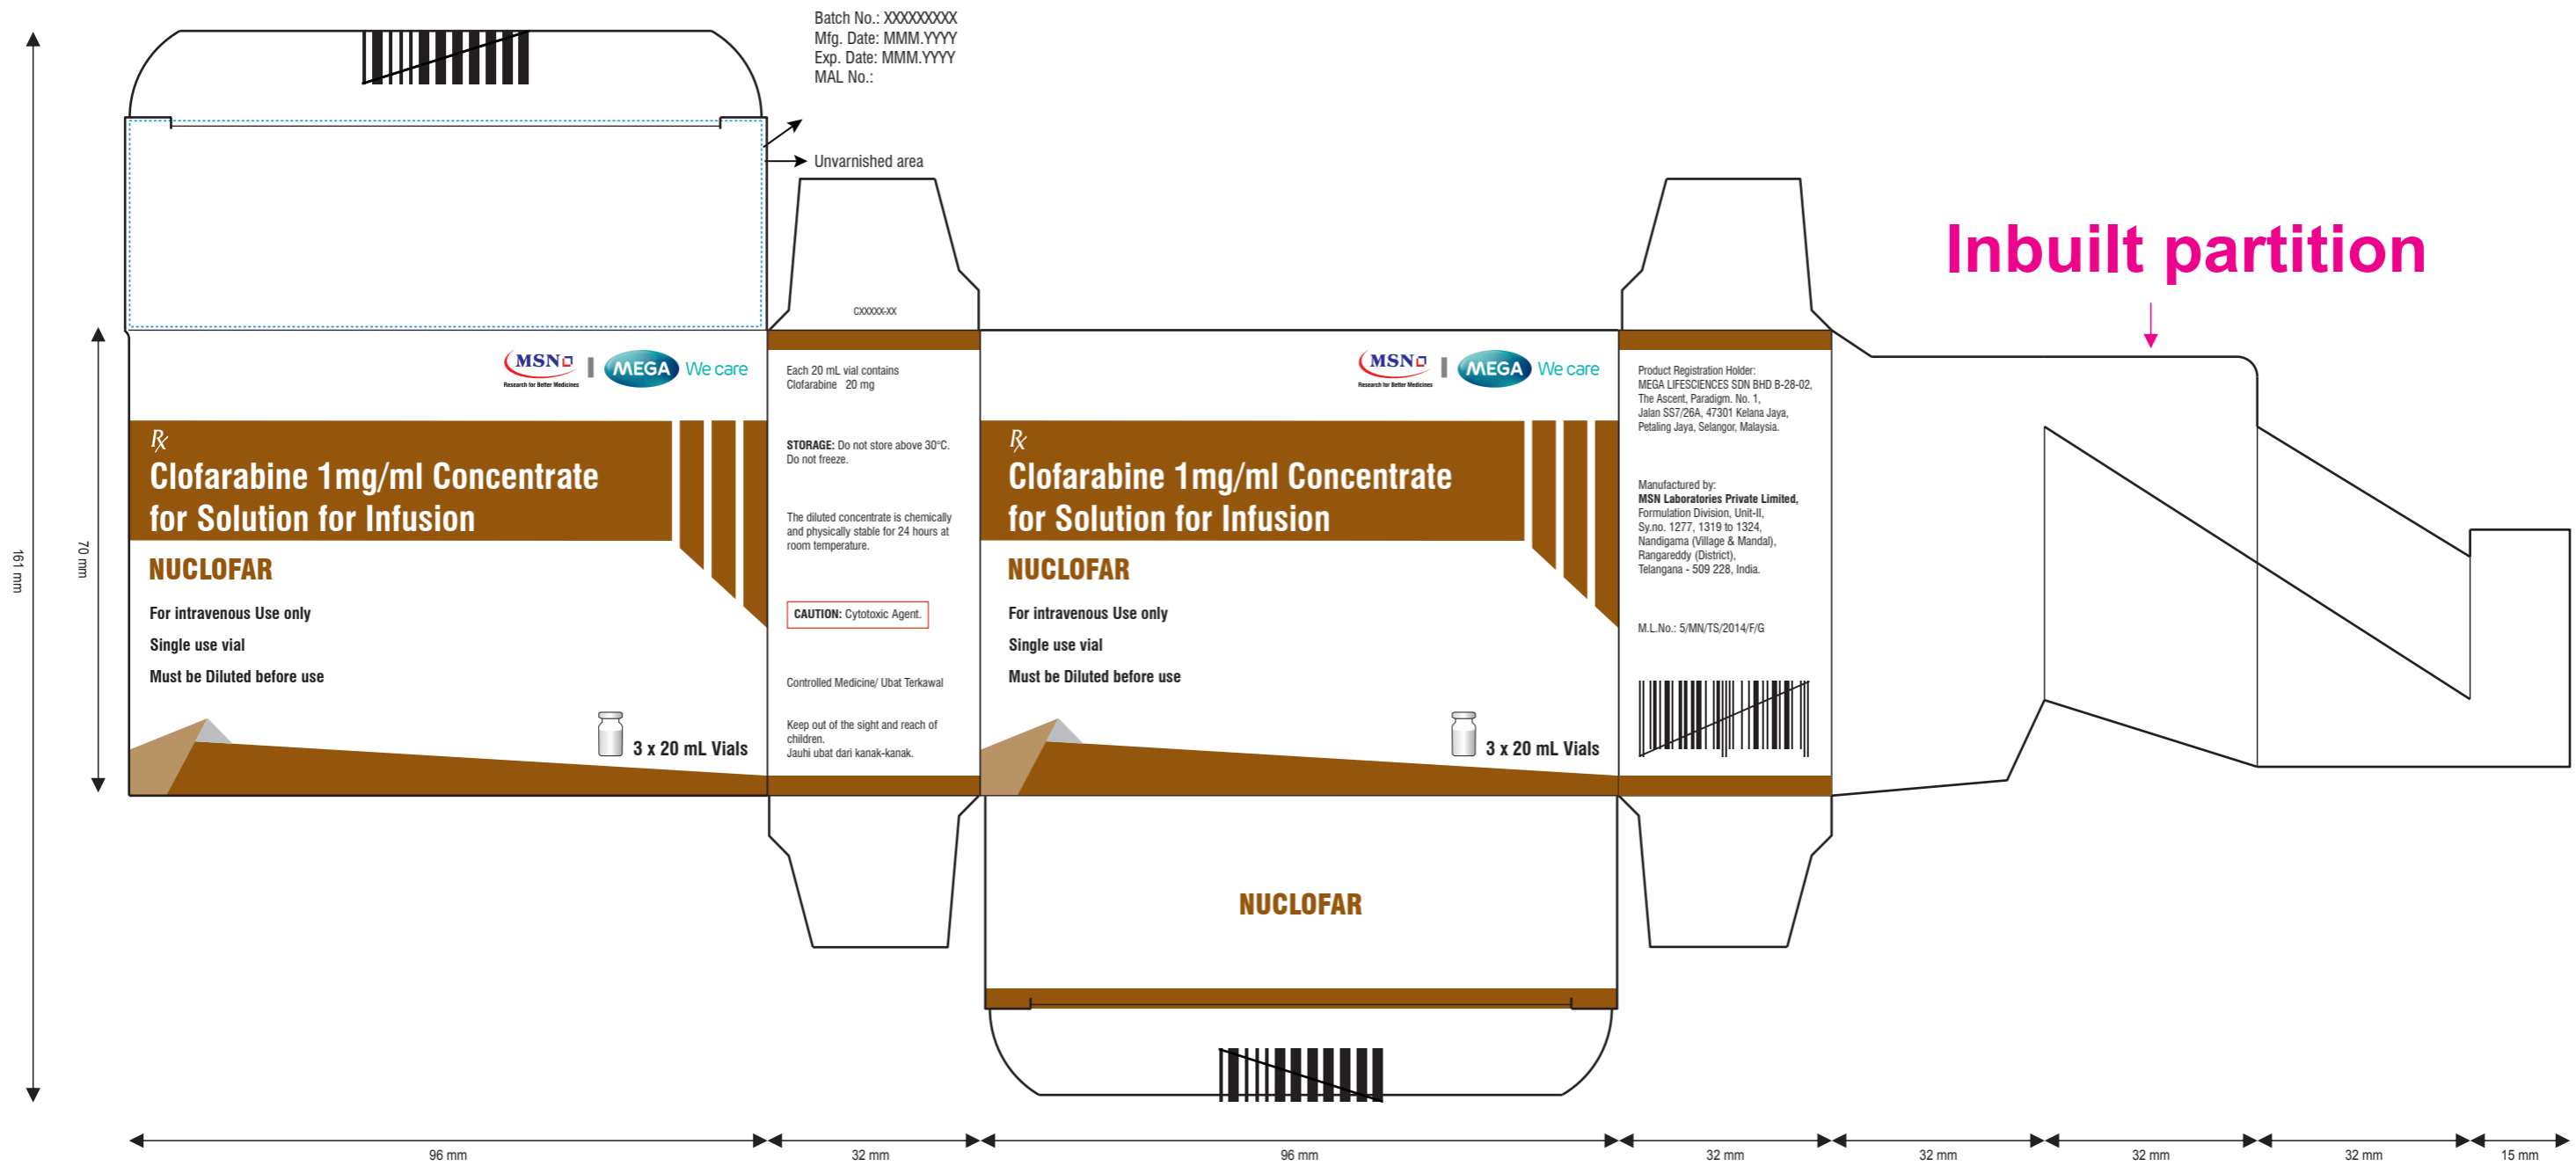 Batch No.: XXXXXXXXX
Mfg. Date: MMM.YYYY
Exp. Date: MMM.YYYY
MAL No.:
Unvarnished area
CXXXXX-XX
Inbuilt partition
161 mm
70 mm
MSN
Research for Better Medicines
MEGA We care
Rx
Clofarabine 1mg/ml Concentrate
for Solution for Infusion
NUCLOFAR
For intravenous Use only
Single use vial
Must be Diluted before use
3 x 20 mL Vials
Each 20 mL vial contains
Clofarabine 20 mg
STORAGE: Do not store above 30°C.
Do not freeze.
The diluted concentrate is chemically
and physically stable for 24 hours at
room temperature.
CAUTION: Cytotoxic Agent.
Controlled Medicine/ Ubat Terkawal
Keep out of the sight and reach of
children.
Jauhi ubat dari kanak-kanak.
MSN
Research for Better Medicines
MEGA We care
Rx
Clofarabine 1mg/ml Concentrate
for Solution for Infusion
NUCLOFAR
For intravenous Use only
Single use vial
Must be Diluted before use
3 x 20 mL Vials
Product Registration Holder:
MEGA LIFESCIENCES SDN BHD B-28-02,
The Ascent, Paradigm. No. 1,
Jalan SS7/26A, 47301 Kelana Jaya,
Petaling Jaya, Selangor, Malaysia.
Manufactured by:
MSN Laboratories Private Limited,
Formulation Division, Unit-II,
Sy.no. 1277, 1319 to 1324,
Nandigama (Village & Mandal),
Rangareddy (District),
Telangana - 509 228, India.
M.L.No.: 5/MN/TS/2014/F/G
NUCLOFAR
96 mm
32 mm
96 mm
32 mm
32 mm
32 mm
32 mm
15 mm